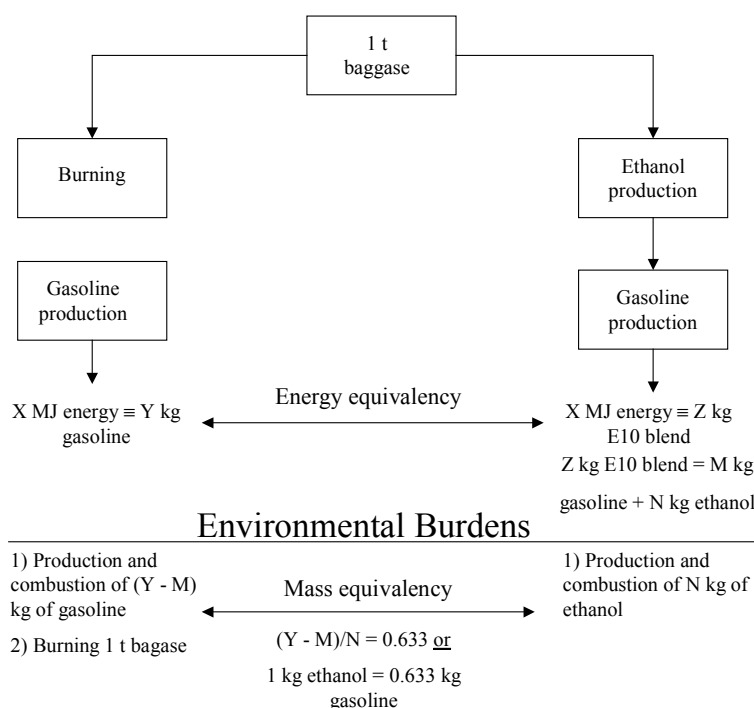 1 t
baggase
Burning
Ethanol
production
Gasoline
production
Gasoline
production
X MJ energy ≡ Y kg
gasoline
Energy equivalency
X MJ energy ≡ Z kg
E10 blend
Z kg E10 blend = M kg
gasoline + N kg ethanol
Environmental Burdens
1) Production and
combustion of (Y - M)
kg of gasoline
2) Burning 1 t bagase
Mass equivalency
(Y - M)/N = 0.633 or
1 kg ethanol = 0.633 kg
gasoline
1) Production and
combustion of N kg of
ethanol